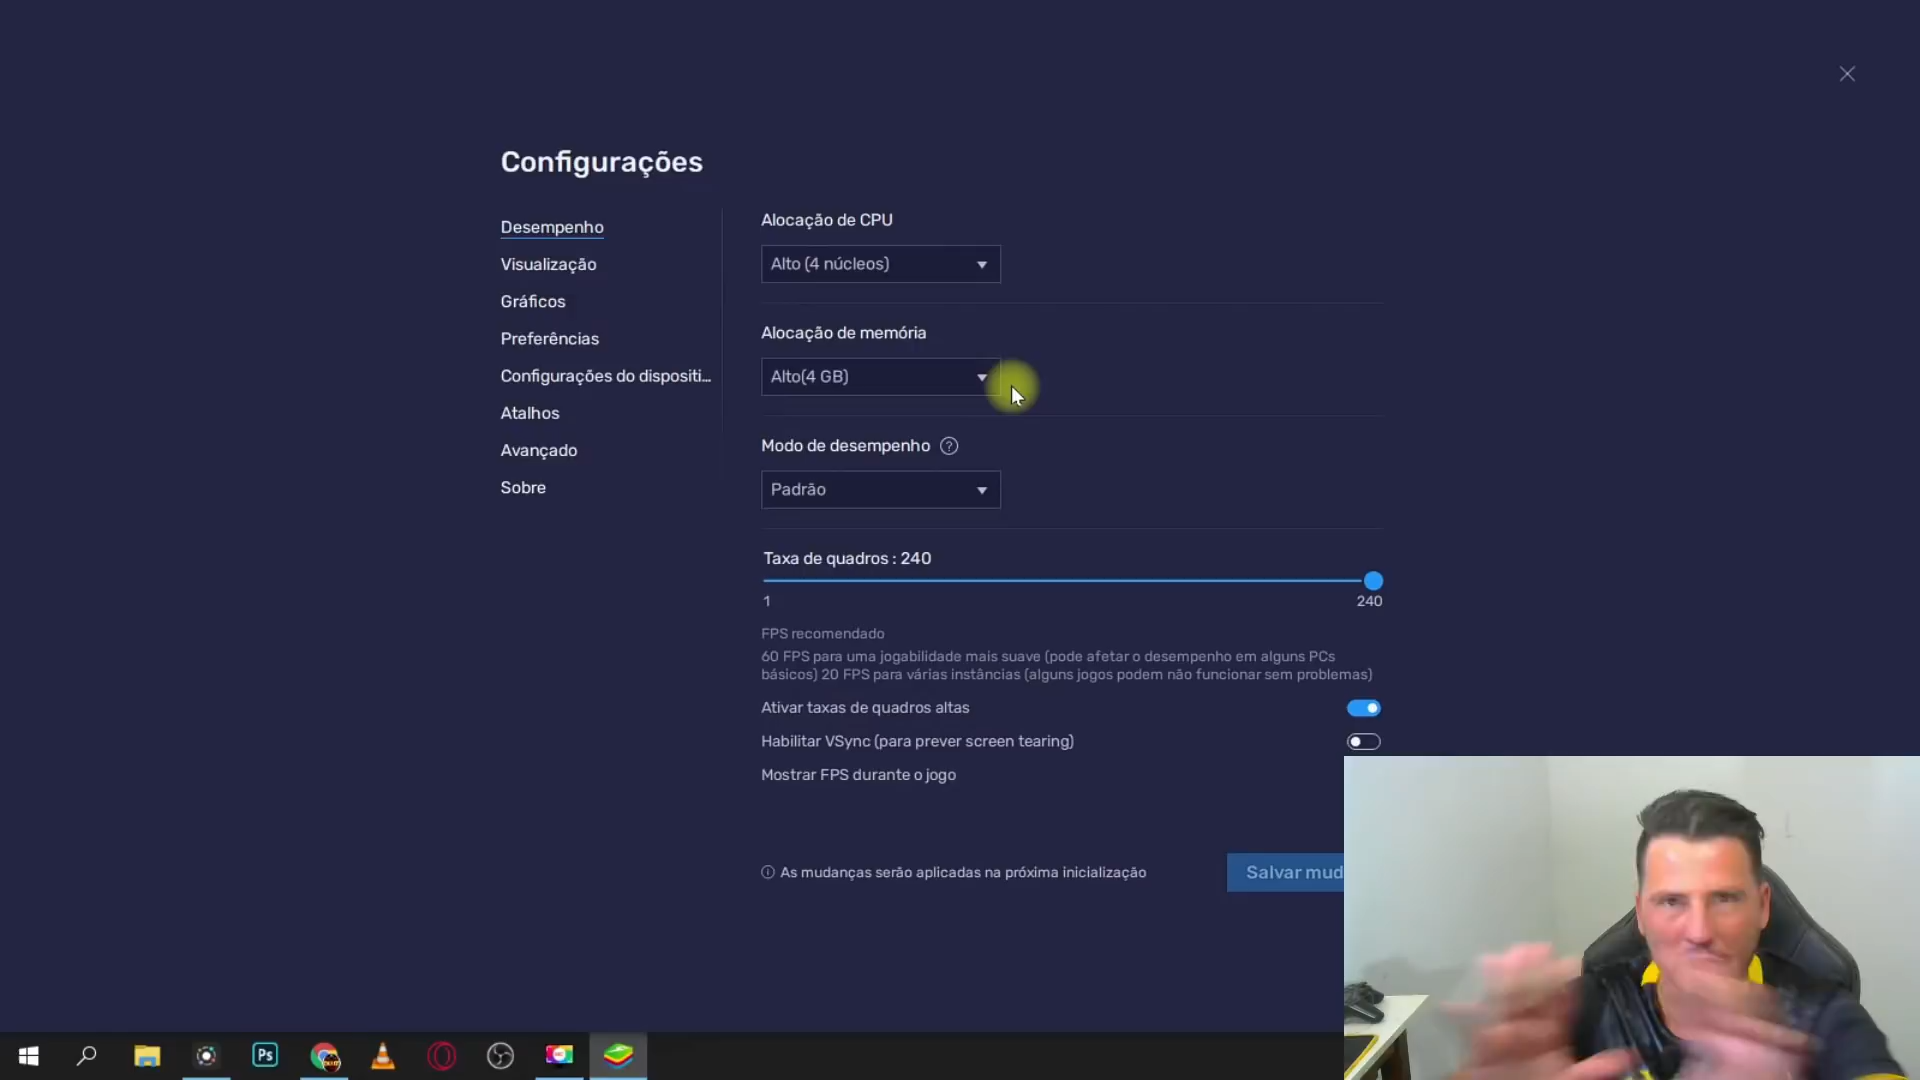 Configurações
Desempenho
Visualização
Gráficos
Preferências
Configurações do dispositi...
Atalhos
Avançado
Sobre
Alocação de CPU
Alto (4 núcleos)
Alocação de memória
Alto(4 GB)
Modo de desempenho ?
Padrão
Taxa de quadros : 240
1
240
FPS recomendado
60 FPS para uma jogabilidade mais suave (pode afetar o desempenho em alguns PCs
básicos) 20 FPS para várias instâncias (alguns jogos podem não funcionar sem problemas)
Ativar taxas de quadros altas
Habilitar VSync (para prever screen tearing)
Mostrar FPS durante o jogo
As mudanças serão aplicadas na próxima inicialização
Salvar mud
Ps